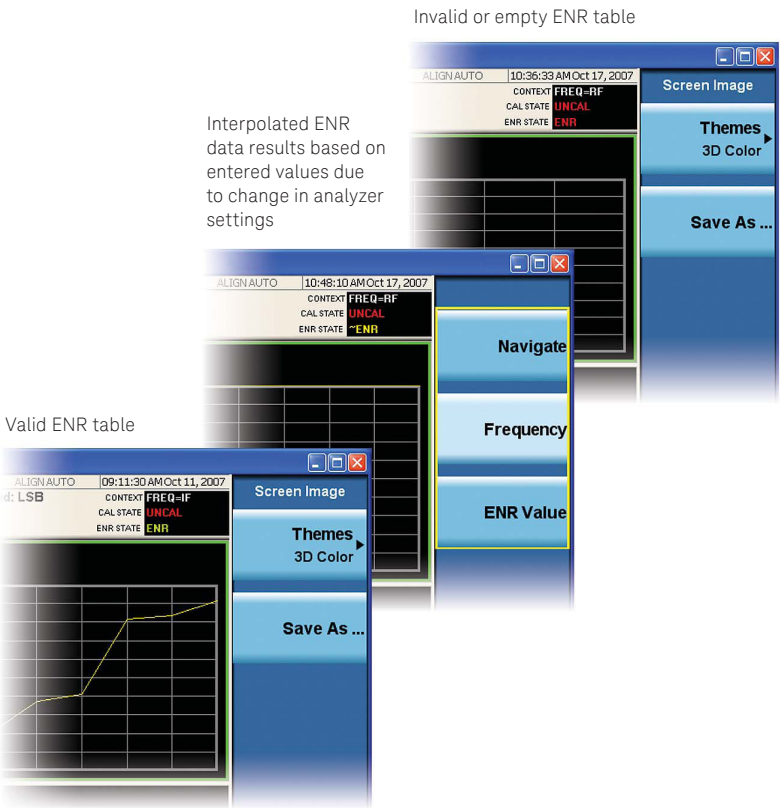 Invalid or empty ENR table
ALIGN AUTO 10:36:33 AM Oct 17, 2007
CONTEXT FREQ=RF
CAL STATE UNCAL
ENR STATE ENR
Screen Image
Themes
3D Color
Save As ...
Interpolated ENR
data results based on
entered values due
to change in analyzer
settings
ALIGN AUTO 10:48:10 AM Oct 17, 2007
CONTEXT FREQ=RF
CAL STATE UNCAL
ENR STATE ~ENR
Navigate
Frequency
ENR Value
Valid ENR table
ALIGN AUTO 09:11:30 AM Oct 11, 2007
d: LSB
CONTEXT FREQ=IF
CAL STATE UNCAL
ENR STATE ENR
Screen Image
Themes
3D Color
Save As ...